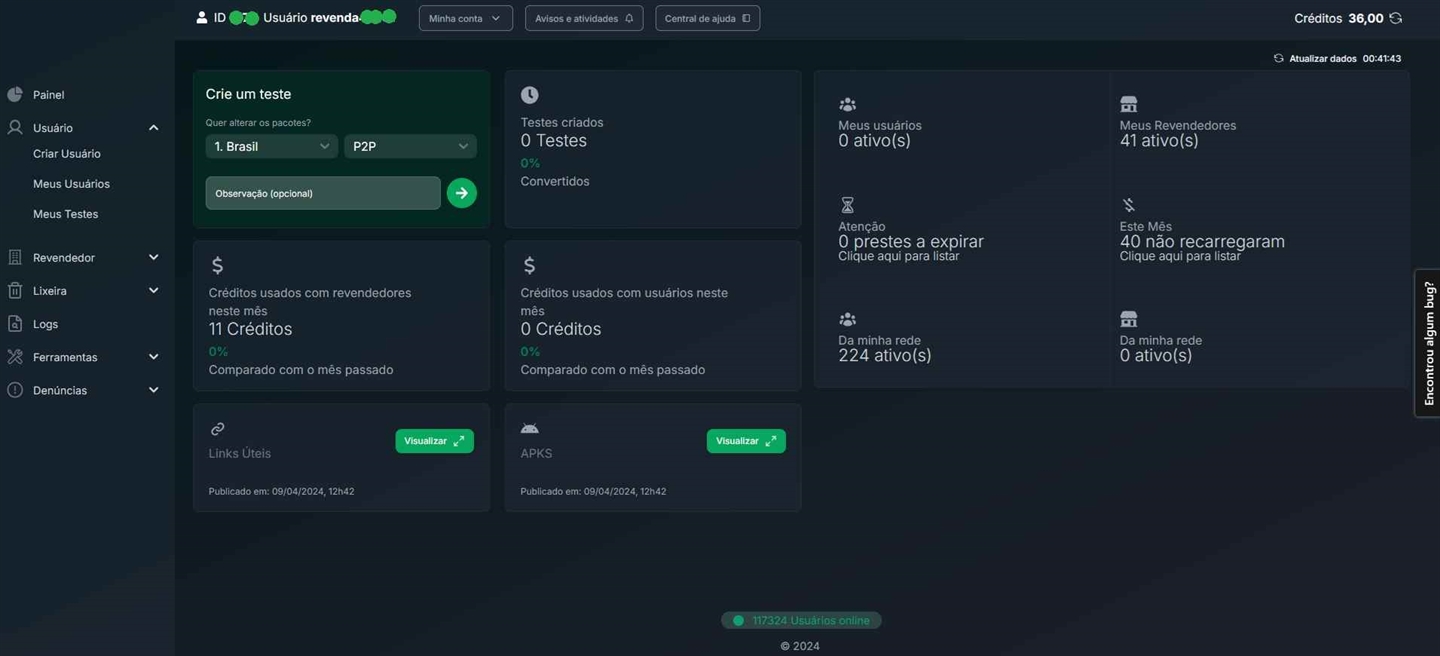 ID Usuário revenda
Minha conta
Avisos e atividades
Central de ajuda
Créditos 36,00
Atualizar dados 00:41:43
Painel
Usuário
Criar Usuário
Meus Usuários
Meus Testes
Revendedor
Lixeira
Logs
Ferramentas
Denúncias
Crie um teste
Quer alterar os pacotes?
1. Brasil
P2P
Observação (opcional)
Testes criados
0 Testes
0%
Convertidos
Meus usuários
0 ativo(s)
Meus Revendedores
41 ativo(s)
Atenção
0 prestes a expirar
Clique aqui para listar
Este Mês
40 não recarregaram
Clique aqui para listar
Da minha rede
224 ativo(s)
Da minha rede
0 ativo(s)
Créditos usados com revendedores
neste mês
11 Créditos
0%
Comparado com o mês passado
Créditos usados com usuários neste
mês
0 Créditos
0%
Comparado com o mês passado
Links Úteis
Visualizar
Publicado em: 09/04/2024, 12h42
APKS
Visualizar
Publicado em: 09/04/2024, 12h42
Encontrou algum bug?
117324 Usuários online
© 2024